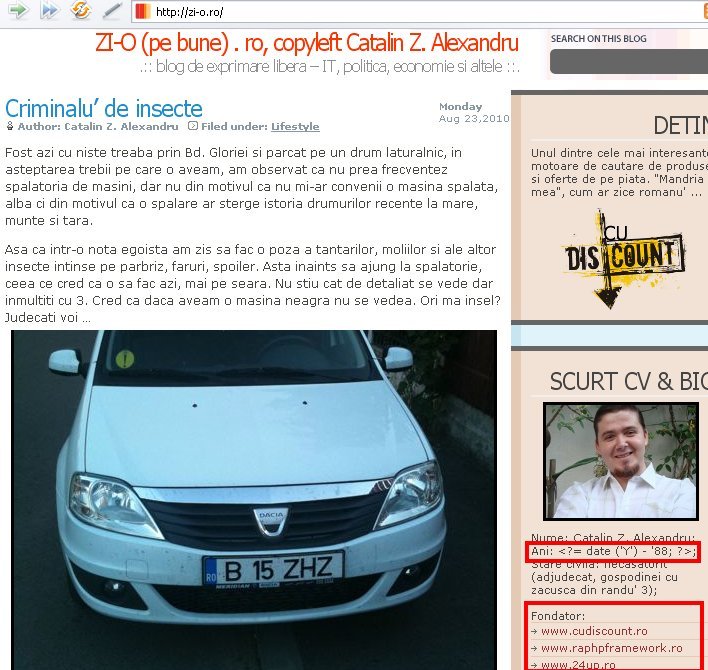 http://zi-o.ro/
ZI-O (pe bune) . ro, copyleft Catalin Z. Alexandru
.:: blog de exprimare libera – IT, politica, economie si altele ::.
SEARCH ON THIS BLOG
Criminalu' de insecte
Monday
Aug 23,2010
Author: Catalin Z. Alexandru Filed under: Lifestyle
Fost azi cu niste treaba prin Bd. Gloriei si parcat pe un drum laturalnic, in
asteptarea trebii pe care o aveam, am observat ca nu prea frecventez
spalatoria de masini, dar nu din motivul ca nu mi-ar convenii o masina spalata,
alba ci din motivul ca o spalare ar sterge istoria drumurilor recente la mare,
munte si tara.
Asa ca intr-o nota egoista am zis sa fac o poza a tantarilor, moliilor si ale altor
insecte intinse pe parbriz, faruri, spoiler. Asta inaints sa ajung la spalatorie,
ceea ce cred ca o sa fac azi, mai pe seara. Nu stiu cat de detaliat se vede dar
inmultiti cu 3. Cred ca daca aveam o masina neagra nu se vedea. Ori ma insel?
Judecati voi ...
DACIA
RO B 15 ZHZ
MERIDIAN
DETIN
Unul dintre cele mai interesante
motoare de cautare de produse
si oferte de pe piata. "Mandria
mea", cum ar zice romanu' ...
CU
DISCOUNT
SCURT CV & BIO
Nume: Catalin Z. Alexandru;
Ani: <?= date ('Y') - '88; ?>;
Stare civila: necasatorit
(adjudecat, gospodinei cu
zacusca din randu' 3);
Fondator:
www.cudiscount.ro
www.raphpframework.ro
www.24up.ro